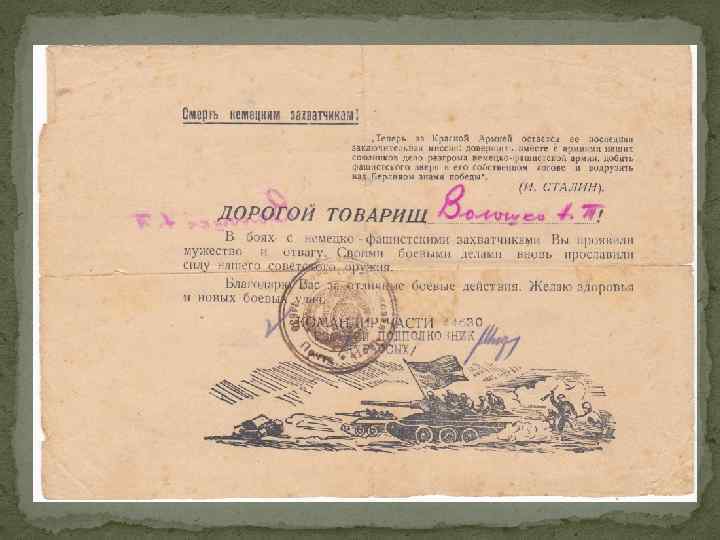 Смерть немецким захватчикам!
„Теперь за Красной Армией остается ее последняя
заключительная миссия: довершить вместе с армиями наших
союзников дело разгрома немецко-фашистской армии, добить
фашистского зверя в его собственном логове и водрузить
над Берлином знамя победы“.
(И. СТАЛИН).
ДОРОГОЙ ТОВАРИЩ Волошко А. П!
В боях с немецко-фашистскими захватчиками Вы проявили
мужество и отвагу. Своими боевыми делами вновь прославили
силу нашего советского оружия.
Благодарю Вас за отличные боевые действия. Желаю здоровья
и новых боевых удач.
КОМАНДИР ЧАСТИ 44630
ПОДПОЛКОВНИК